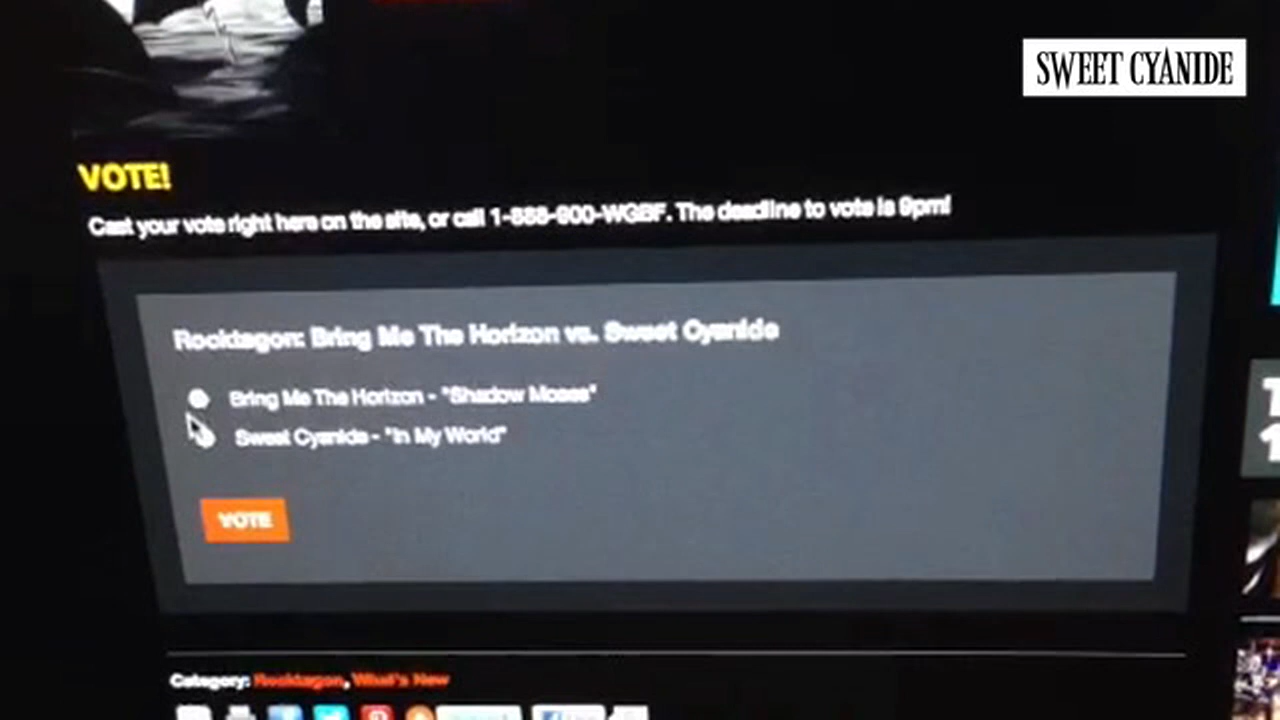 SWEET CYANIDE
VOTE!
Cast your vote right here on the site, or call 1-888-900-WGBF. The deadline to vote is 9pm!
Rocktagon: Bring Me The Horizon vs. Sweet Cyanide
Bring Me The Horizon - "Shadow Moses"
Sweet Cyanide - "In My World"
VOTE
Category: Rocktagon, What's New